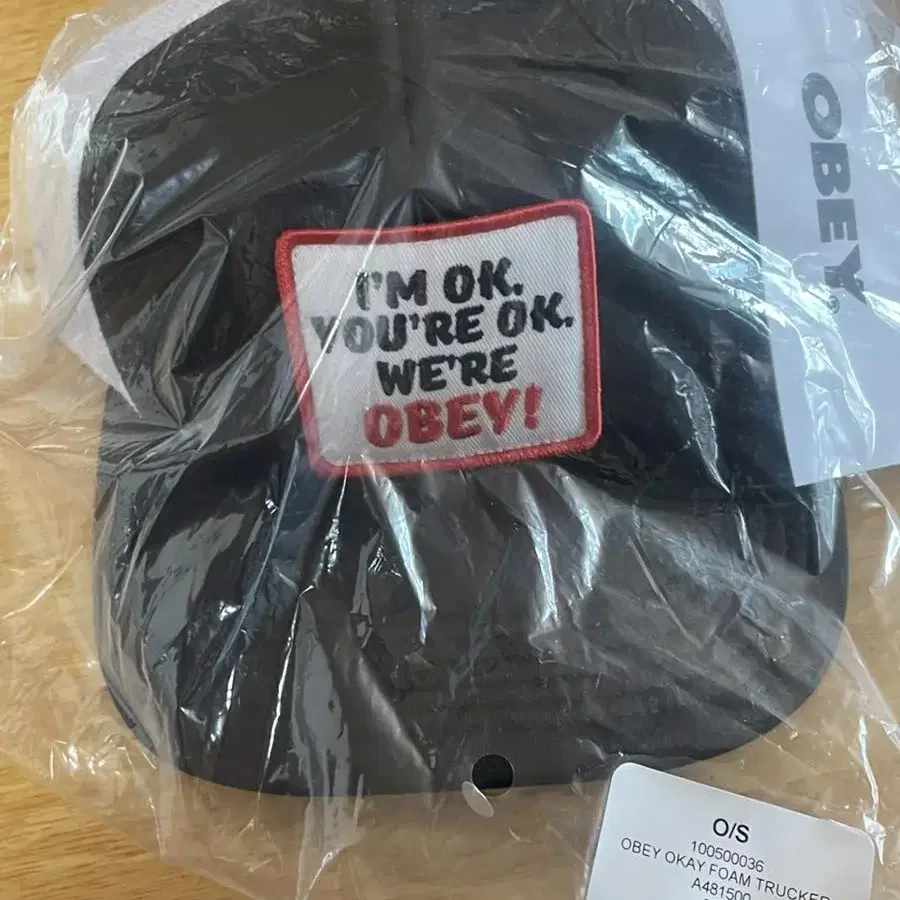 I'M OK.
YOU'RE OK.
WE'RE
OBEY!
OBEY®
O/S
100500036
OBEY OKAY FOAM TRUCKER
A481500